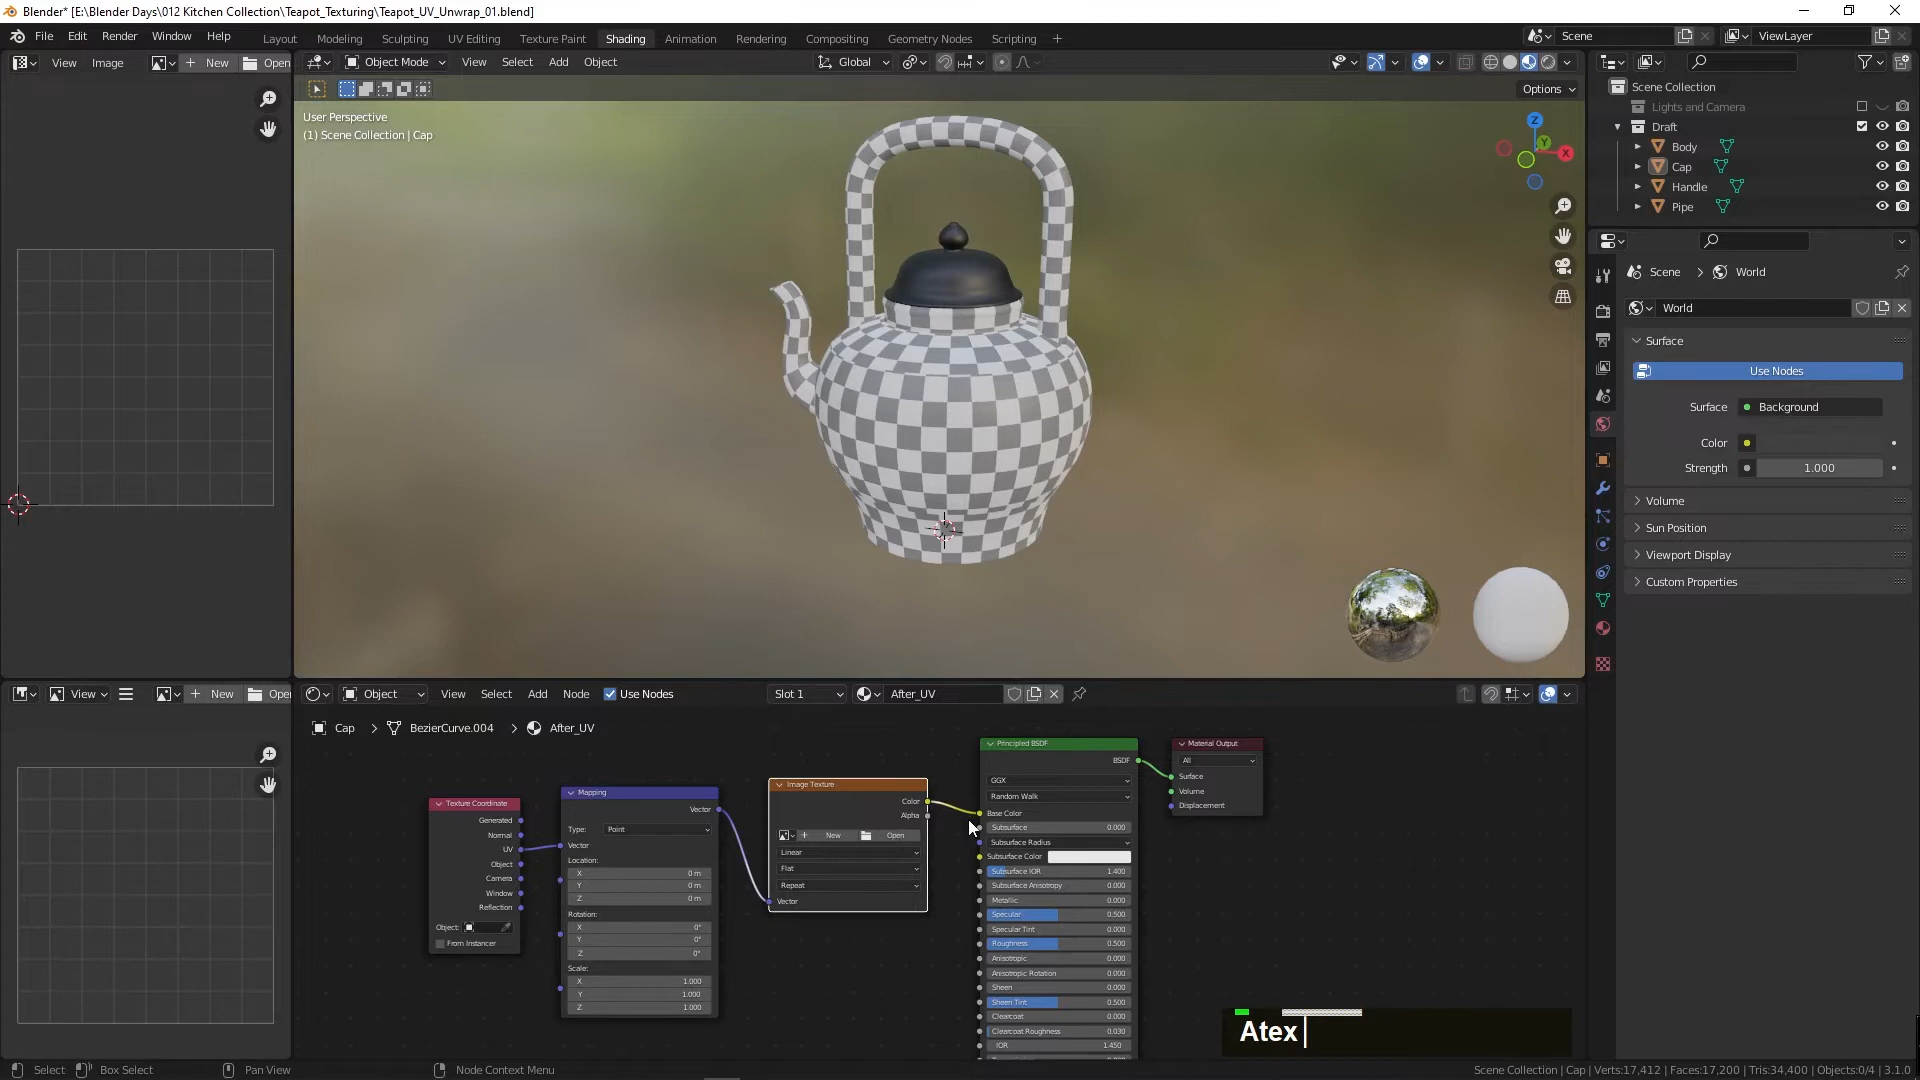 Blender* [E:\Blender Days\012 Kitchen Collection\Teapot_Texturing\Teapot_UV_Unwrap_01.blend]
File Edit Render Window Help
Layout Modeling Sculpting UV Editing Texture Paint Shading Animation Rendering Compositing Geometry Nodes Scripting +
Scene
ViewLayer
View Image + New Open
Object Mode View Select Add Object
Global
Options
User Perspective
(1) Scene Collection | Cap
Z
Y
X
Scene Collection
Lights and Camera
Draft
Body
Cap
Handle
Pipe
Scene > World
World
Surface
Use Nodes
Surface Background
Color
Strength 1.000
Volume
Sun Position
Viewport Display
Custom Properties
View + New Ope
Object View Select Add Node Use Nodes Slot 1 After_UV
Cap > BezierCurve.004 > After_UV
Texture Coordinate
Generated
Normal
UV
Object
Camera
Window
Reflection
Object:
From Instancer
Mapping
Vector
Type: Point
Vector
Location:
X 0 m
Y 0 m
Z 0 m
Rotation:
X 0°
Y 0°
Z 0°
Scale:
X 1.000
Y 1.000
Z 1.000
Image Texture
Color
Alpha
+ New Open
Linear
Flat
Repeat
Vector
Principled BSDF
BSDF
GGX
Random Walk
Base Color
Subsurface 0.000
Subsurface Radius
Subsurface Color
Subsurface IOR 1.400
Subsurface Anisotropy 0.000
Metallic 0.000
Specular 0.500
Specular Tint 0.000
Roughness 0.500
Anisotropic 0.000
Anisotropic Rotation 0.000
Sheen 0.000
Sheen Tint 0.500
Clearcoat 0.000
Clearcoat Roughness 0.030
IOR 1.450
Material Output
All
Surface
Volume
Displacement
Atex
Select Box Select Pan View Node Context Menu
Scene Collection | Cap | Verts:17,412 | Faces:17,200 | Tris:34,400 | Objects:0/4 | 3.1.0